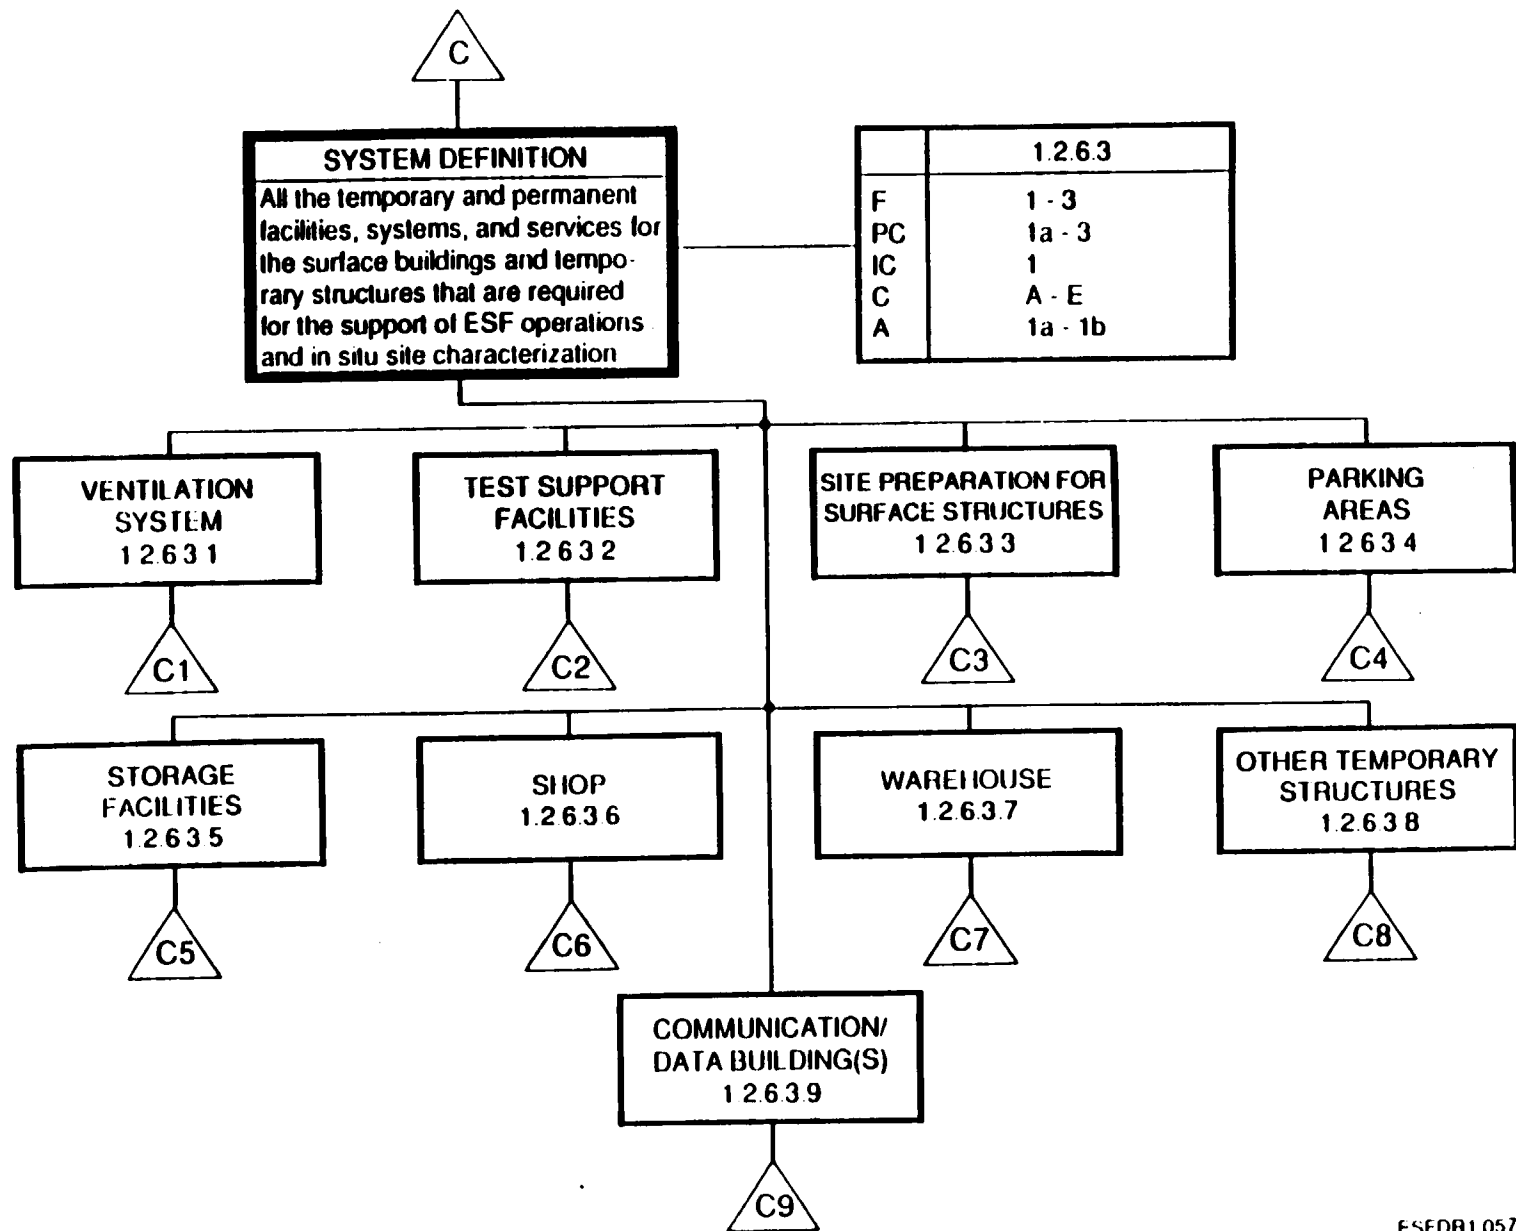 C
SYSTEM DEFINITION
All the temporary and permanent
facilities, systems, and services for
the surface buildings and tempo-
rary structures that are required
for the support of ESF operations
and in situ site characterization
1.2.6.3
F 1 - 3
PC 1a - 3
IC 1
C A - E
A 1a - 1b
VENTILATION
SYSTEM
1 2.6 3 1
TEST SUPPORT
FACILITIES
1.2 6 3 2
SITE PREPARATION FOR
SURFACE STRUCTURES
1 2.6.3 3
PARKING
AREAS
1 2 6 3 4
C1
C2
C3
C4
STORAGE
FACILITIES
1.2.6 3.5
SHOP
1.2.6.3.6
WAREHOUSE
1.2.6.3.7
OTHER TEMPORARY
STRUCTURES
1.2.6.3 8
C5
C6
C7
C8
COMMUNICATION/
DATA BUILDING(S)
1 2.6.3.9
C9
ESFDR1.057